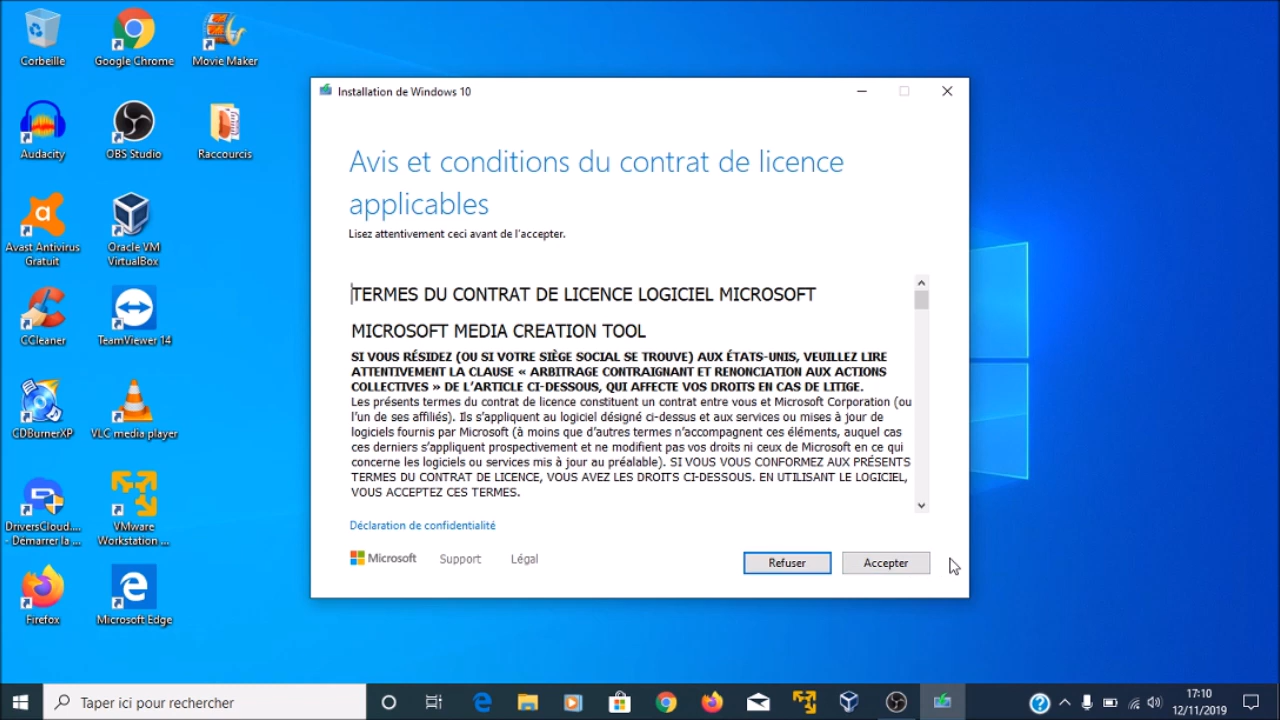 Corbeille
Google Chrome
Movie Maker
Audacity
OBS Studio
Raccourcis
Avast Antivirus
Gratuit
Oracle VM
VirtualBox
CCleaner
TeamViewer 14
CDBurnerXP
VLC media player
DriversCloud....
- Démarrer la ...
VMware
Workstation ...
Firefox
Microsoft Edge
Installation de Windows 10
Avis et conditions du contrat de licence
applicables
Lisez attentivement ceci avant de l'accepter.
TERMES DU CONTRAT DE LICENCE LOGICIEL MICROSOFT
MICROSOFT MEDIA CREATION TOOL
SI VOUS RÉSIDEZ (OU SI VOTRE SIÈGE SOCIAL SE TROUVE) AUX ÉTATS-UNIS, VEUILLEZ LIRE
ATTENTIVEMENT LA CLAUSE « ARBITRAGE CONTRAIGNANT ET RENONCIATION AUX ACTIONS
COLLECTIVES » DE L'ARTICLE CI-DESSOUS, QUI AFFECTE VOS DROITS EN CAS DE LITIGE.
Les présents termes du contrat de licence constituent un contrat entre vous et Microsoft Corporation (ou
l'un de ses affiliés). Ils s'appliquent au logiciel désigné ci-dessus et aux services ou mises à jour de
logiciels fournis par Microsoft (à moins que d'autres termes n'accompagnent ces éléments, auquel cas
ces derniers s'appliquent prospectivement et ne modifient pas vos droits ni ceux de Microsoft en ce qui
concerne les logiciels ou services mis à jour au préalable). SI VOUS VOUS CONFORMEZ AUX PRÉSENTS
TERMES DU CONTRAT DE LICENCE, VOUS AVEZ LES DROITS CI-DESSOUS. EN UTILISANT LE LOGICIEL,
VOUS ACCEPTEZ CES TERMES.
Déclaration de confidentialité
Microsoft
Support
Légal
Refuser
Accepter
Taper ici pour rechercher
17:10
12/11/2019